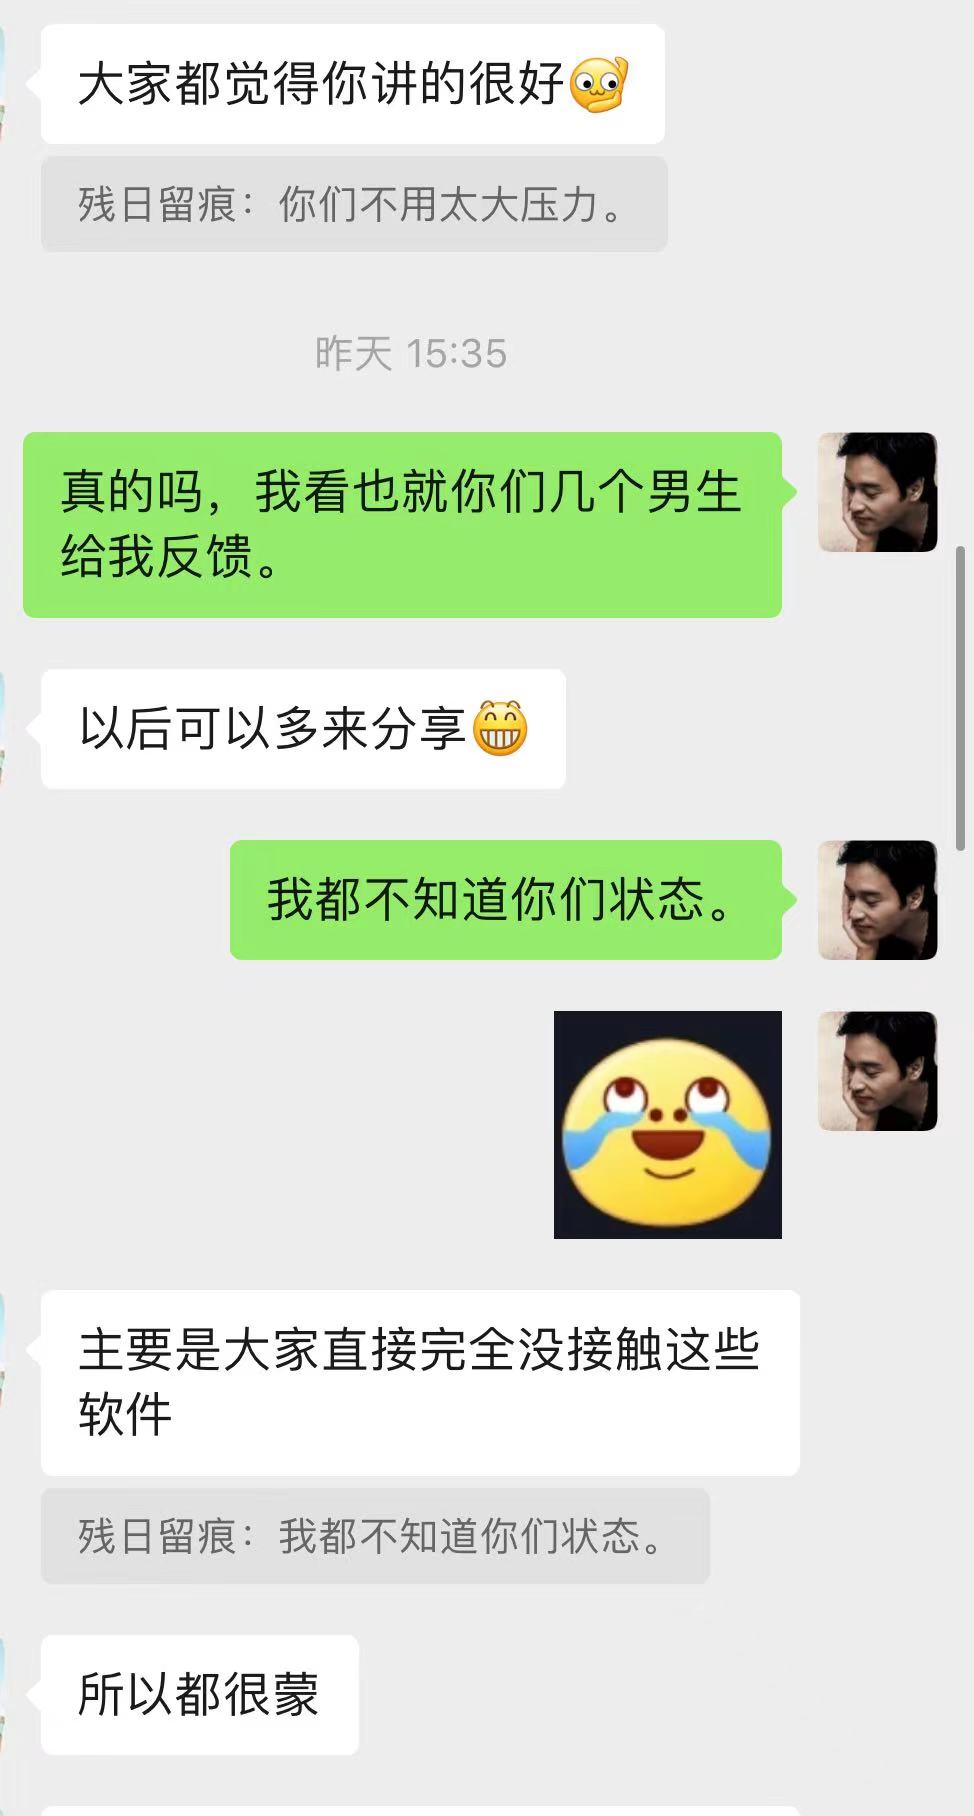 大家都觉得你讲的很好
残日留痕：你们不用太大压力。
昨天 15:35
真的吗，我看也就你们几个男生
给我反馈。
以后可以多来分享
我都不知道你们状态。
主要是大家直接完全没接触这些
软件
残日留痕：我都不知道你们状态。
所以都很蒙